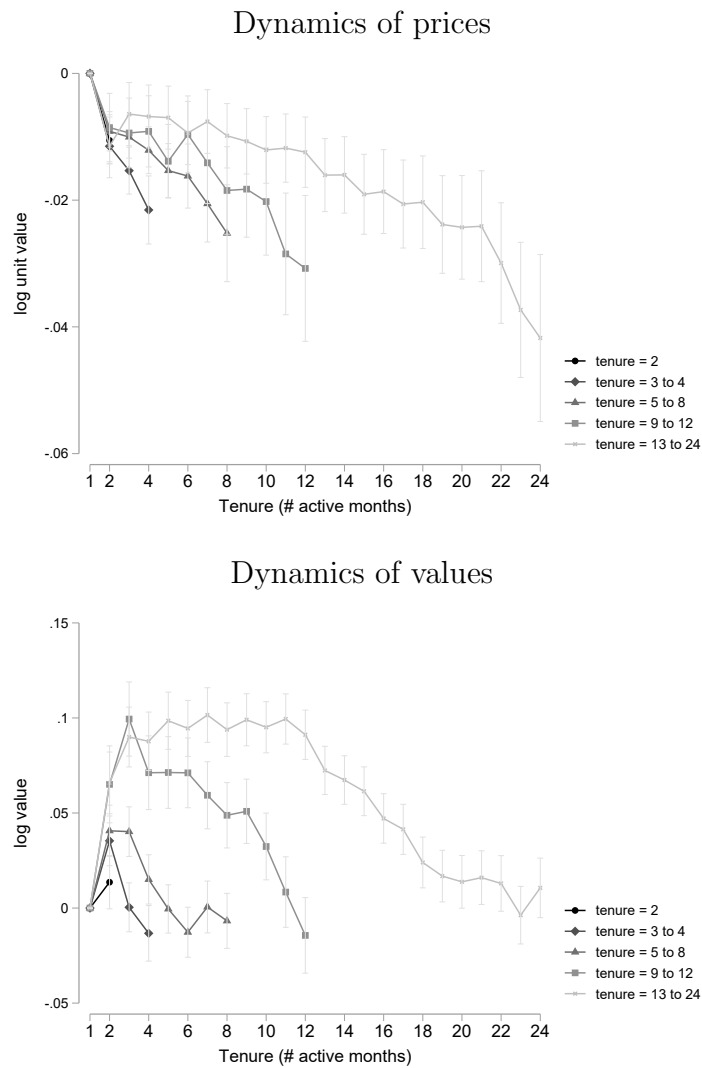 Dynamics of prices
0
-.02
-.04
-.06
log unit value
1 2 4 6 8 10 12 14 16 18 20 22 24
Tenure (# active months)
tenure = 2
tenure = 3 to 4
tenure = 5 to 8
tenure = 9 to 12
tenure = 13 to 24
Dynamics of values
.15
.1
.05
0
-.05
log value
1 2 4 6 8 10 12 14 16 18 20 22 24
Tenure (# active months)
tenure = 2
tenure = 3 to 4
tenure = 5 to 8
tenure = 9 to 12
tenure = 13 to 24